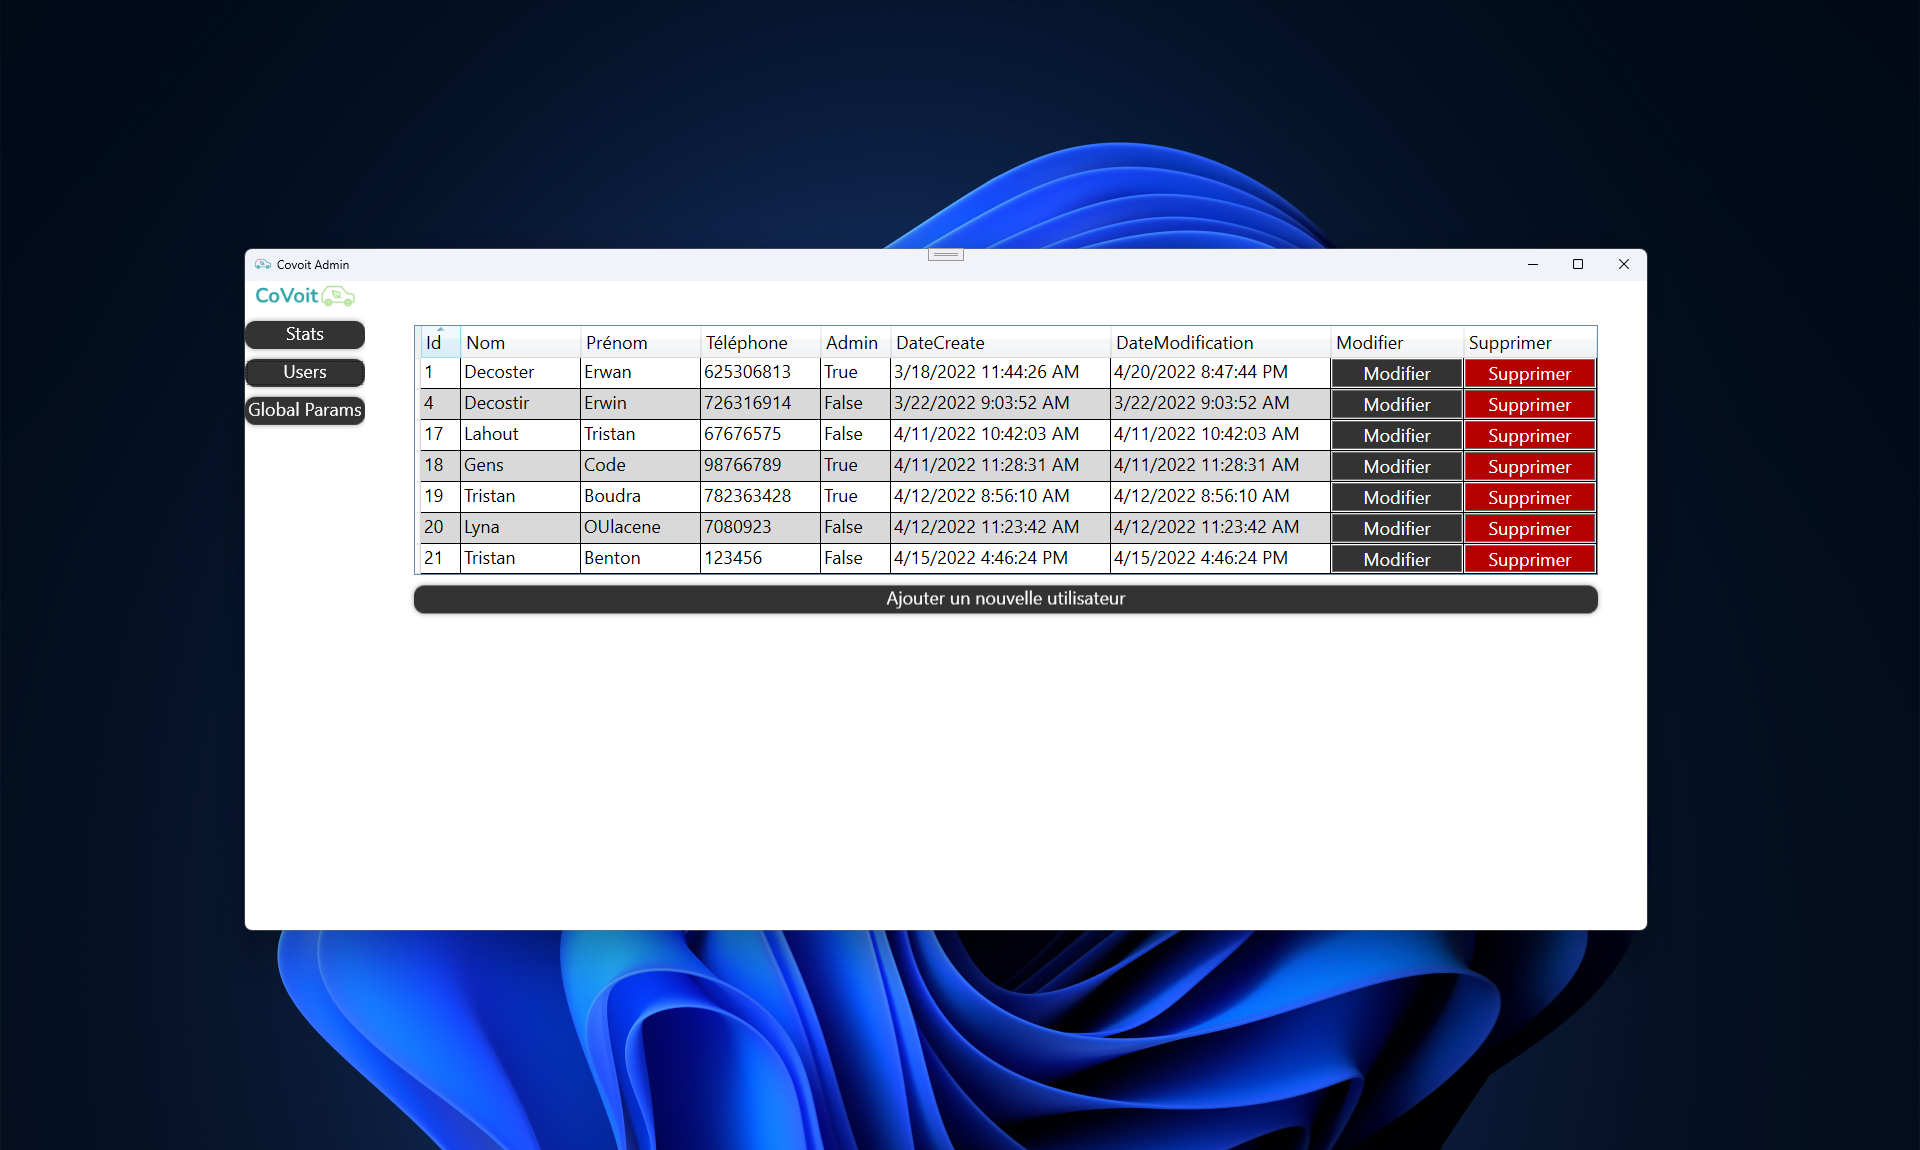 Covoit Admin
CoVoit
Stats
Users
Global Params
Id Nom Prénom Téléphone Admin DateCreate DateModification Modifier Supprimer
1 Decoster Erwan 625306813 True 3/18/2022 11:44:26 AM 4/20/2022 8:47:44 PM Modifier Supprimer
4 Decostir Erwin 726316914 False 3/22/2022 9:03:52 AM 3/22/2022 9:03:52 AM Modifier Supprimer
17 Lahout Tristan 67676575 False 4/11/2022 10:42:03 AM 4/11/2022 10:42:03 AM Modifier Supprimer
18 Gens Code 98766789 True 4/11/2022 11:28:31 AM 4/11/2022 11:28:31 AM Modifier Supprimer
19 Tristan Boudra 782363428 True 4/12/2022 8:56:10 AM 4/12/2022 8:56:10 AM Modifier Supprimer
20 Lyna OUlacene 7080923 False 4/12/2022 11:23:42 AM 4/12/2022 11:23:42 AM Modifier Supprimer
21 Tristan Benton 123456 False 4/15/2022 4:46:24 PM 4/15/2022 4:46:24 PM Modifier Supprimer
Ajouter un nouvelle utilisateur